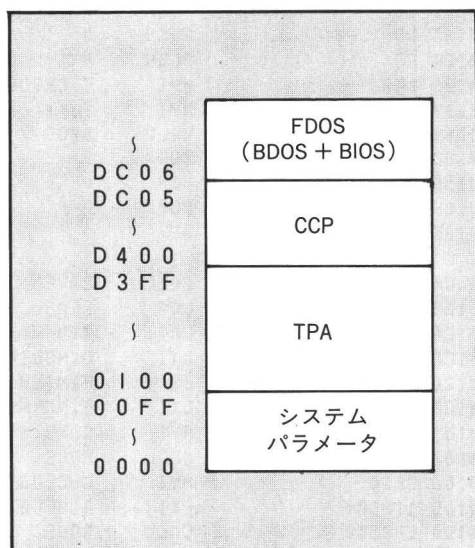 FDOS
(BDOS + BIOS)
~
DC06
DC05
CCP
~
D400
D3FF
TPA
~
0100
00FF
システム
パラメータ
~
0000